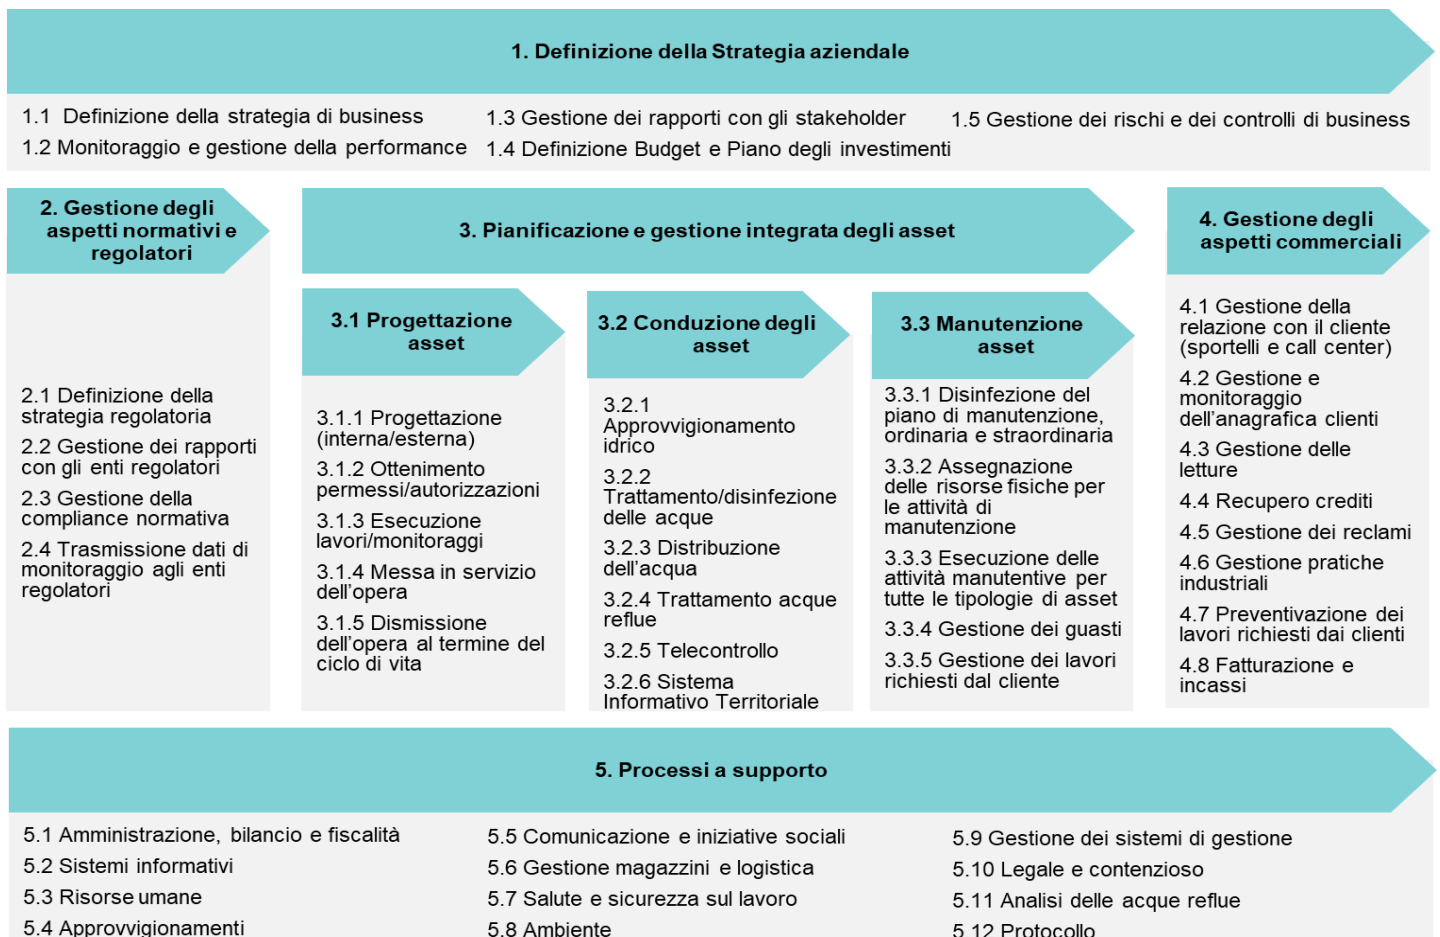 1. Definizione della Strategia aziendale
1.1 Definizione della strategia di business
1.2 Monitoraggio e gestione della performance
1.3 Gestione dei rapporti con gli stakeholder
1.4 Definizione Budget e Piano degli investimenti
1.5 Gestione dei rischi e dei controlli di business
2. Gestione degli
aspetti normativi e
regolatori
2.1 Definizione della
strategia regolatoria
2.2 Gestione dei rapporti
con gli enti regolatori
2.3 Gestione della
compliance normativa
2.4 Trasmissione dati di
monitoraggio agli enti
regolatori
3. Pianificazione e gestione integrata degli asset
3.1 Progettazione
asset
3.1.1 Progettazione
(interna/esterna)
3.1.2 Ottenimento
permessi/autorizzazioni
3.1.3 Esecuzione
lavori/monitoraggi
3.1.4 Messa in servizio
dell'opera
3.1.5 Dismissione
dell'opera al termine del
ciclo di vita
3.2 Conduzione degli
asset
3.2.1
Approvvigionamento
idrico
3.2.2
Trattamento/disinfezione
delle acque
3.2.3 Distribuzione
dell'acqua
3.2.4 Trattamento acque
reflue
3.2.5 Telecontrollo
3.2.6 Sistema
Informativo Territoriale
3.3 Manutenzione
asset
3.3.1 Disinfezione del
piano di manutenzione,
ordinaria e straordinaria
3.3.2 Assegnazione
delle risorse fisiche per
le attività di
manutenzione
3.3.3 Esecuzione delle
attività manutentive per
tutte le tipologie di asset
3.3.4 Gestione dei guasti
3.3.5 Gestione dei lavori
richiesti dal cliente
4. Gestione degli
aspetti commerciali
4.1 Gestione della
relazione con il cliente
(sportelli e call center)
4.2 Gestione e
monitoraggio
dell'anagrafica clienti
4.3 Gestione delle
letture
4.4 Recupero crediti
4.5 Gestione dei reclami
4.6 Gestione pratiche
industriali
4.7 Preventivazione dei
lavori richiesti dai clienti
4.8 Fatturazione e
incassi
5. Processi a supporto
5.1 Amministrazione, bilancio e fiscalità
5.2 Sistemi informativi
5.3 Risorse umane
5.4 Approvvigionamenti
5.5 Comunicazione e iniziative sociali
5.6 Gestione magazzini e logistica
5.7 Salute e sicurezza sul lavoro
5.8 Ambiente
5.9 Gestione dei sistemi di gestione
5.10 Legale e contenzioso
5.11 Analisi delle acque reflue
5.12 Protocollo